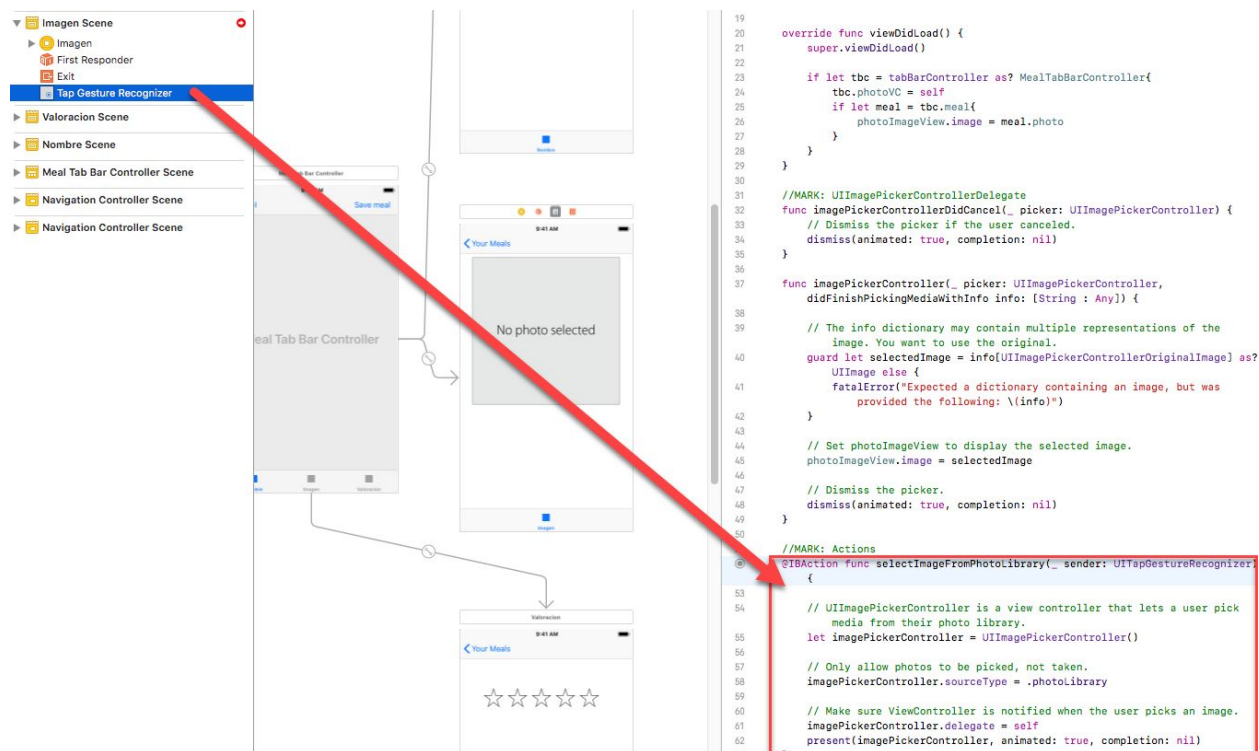 Imagen Scene
Imagen
First Responder
Exit
Tap Gesture Recognizer
Valoracion Scene
Nombre Scene
Meal Tab Bar Controller Scene
Navigation Controller Scene
Navigation Controller Scene
Nombre
Tab Bar Controller
Save meal
eal Tab Bar Controller
Imagen
Valoracion
9:41 AM
Your Meals
No photo selected
Imagen
Valoracion
9:41 AM
Your Meals
19
20 override func viewDidLoad() {
21 super.viewDidLoad()
22
23 if let tbc = tabBarController as? MealTabBarController{
24 tbc.photoVC = self
25 if let meal = tbc.meal{
26 photoImageView.image = meal.photo
27 }
28 }
29 }
30
31 //MARK: UIImagePickerControllerDelegate
32 func imagePickerControllerDidCancel(_ picker: UIImagePickerController) {
33 // Dismiss the picker if the user canceled.
34 dismiss(animated: true, completion: nil)
35 }
36
37 func imagePickerController(_ picker: UIImagePickerController,
didFinishPickingMediaWithInfo info: [String : Any]) {
38
39 // The info dictionary may contain multiple representations of the
image. You want to use the original.
40 guard let selectedImage = info[UIImagePickerControllerOriginalImage] as?
UIImage else {
41 fatalError("Expected a dictionary containing an image, but was
provided the following: \(info)")
42 }
43
44 // Set photoImageView to display the selected image.
45 photoImageView.image = selectedImage
46
47 // Dismiss the picker.
48 dismiss(animated: true, completion: nil)
49 }
50
//MARK: Actions
@IBAction func selectImageFromPhotoLibrary(_ sender: UITapGestureRecognizer)
{
53
54 // UIImagePickerController is a view controller that lets a user pick
media from their photo library.
55 let imagePickerController = UIImagePickerController()
56
57 // Only allow photos to be picked, not taken.
58 imagePickerController.sourceType = .photoLibrary
59
60 // Make sure ViewController is notified when the user picks an image.
61 imagePickerController.delegate = self
62 present(imagePickerController, animated: true, completion: nil)